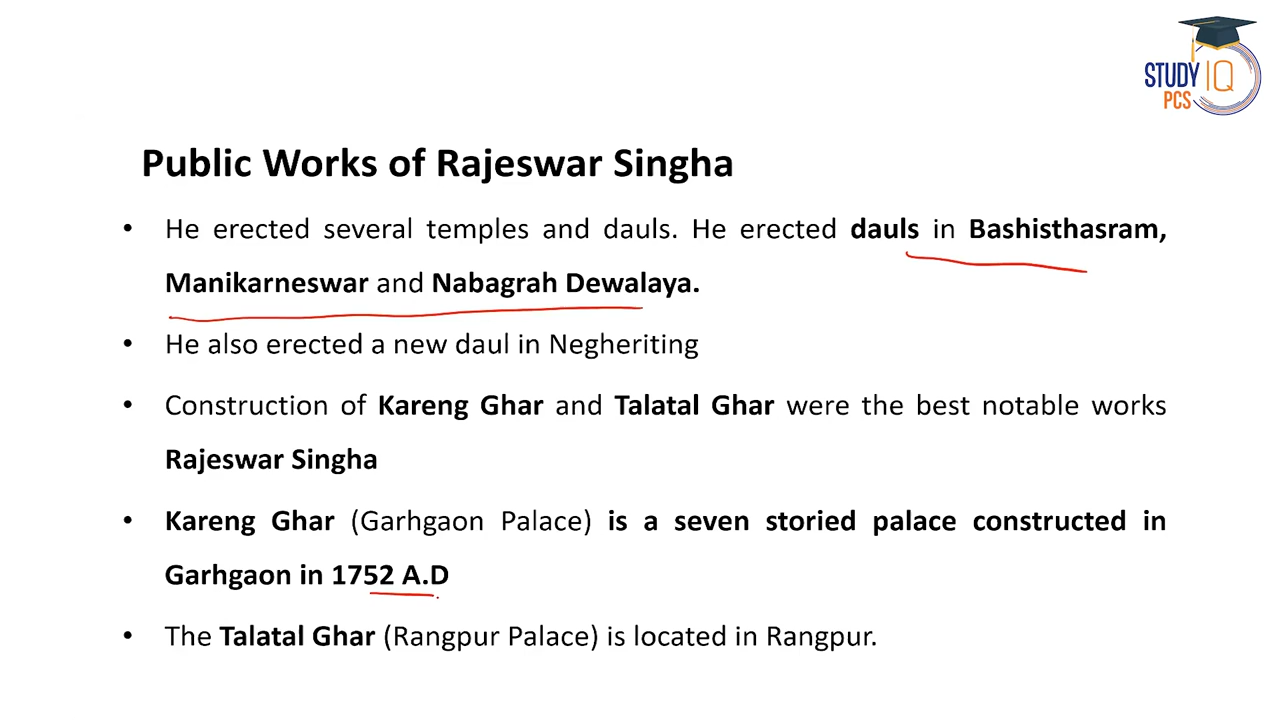 STUDY IQ
PCS
Public Works of Rajeswar Singha
• He erected several temples and dauls. He erected dauls in Bashisthasram,
Manikarneswar and Nabagrah Dewalaya.
• He also erected a new daul in Negheriting
• Construction of Kareng Ghar and Talatal Ghar were the best notable works
Rajeswar Singha
• Kareng Ghar (Garhgaon Palace) is a seven storied palace constructed in
Garhgaon in 1752 A.D
• The Talatal Ghar (Rangpur Palace) is located in Rangpur.